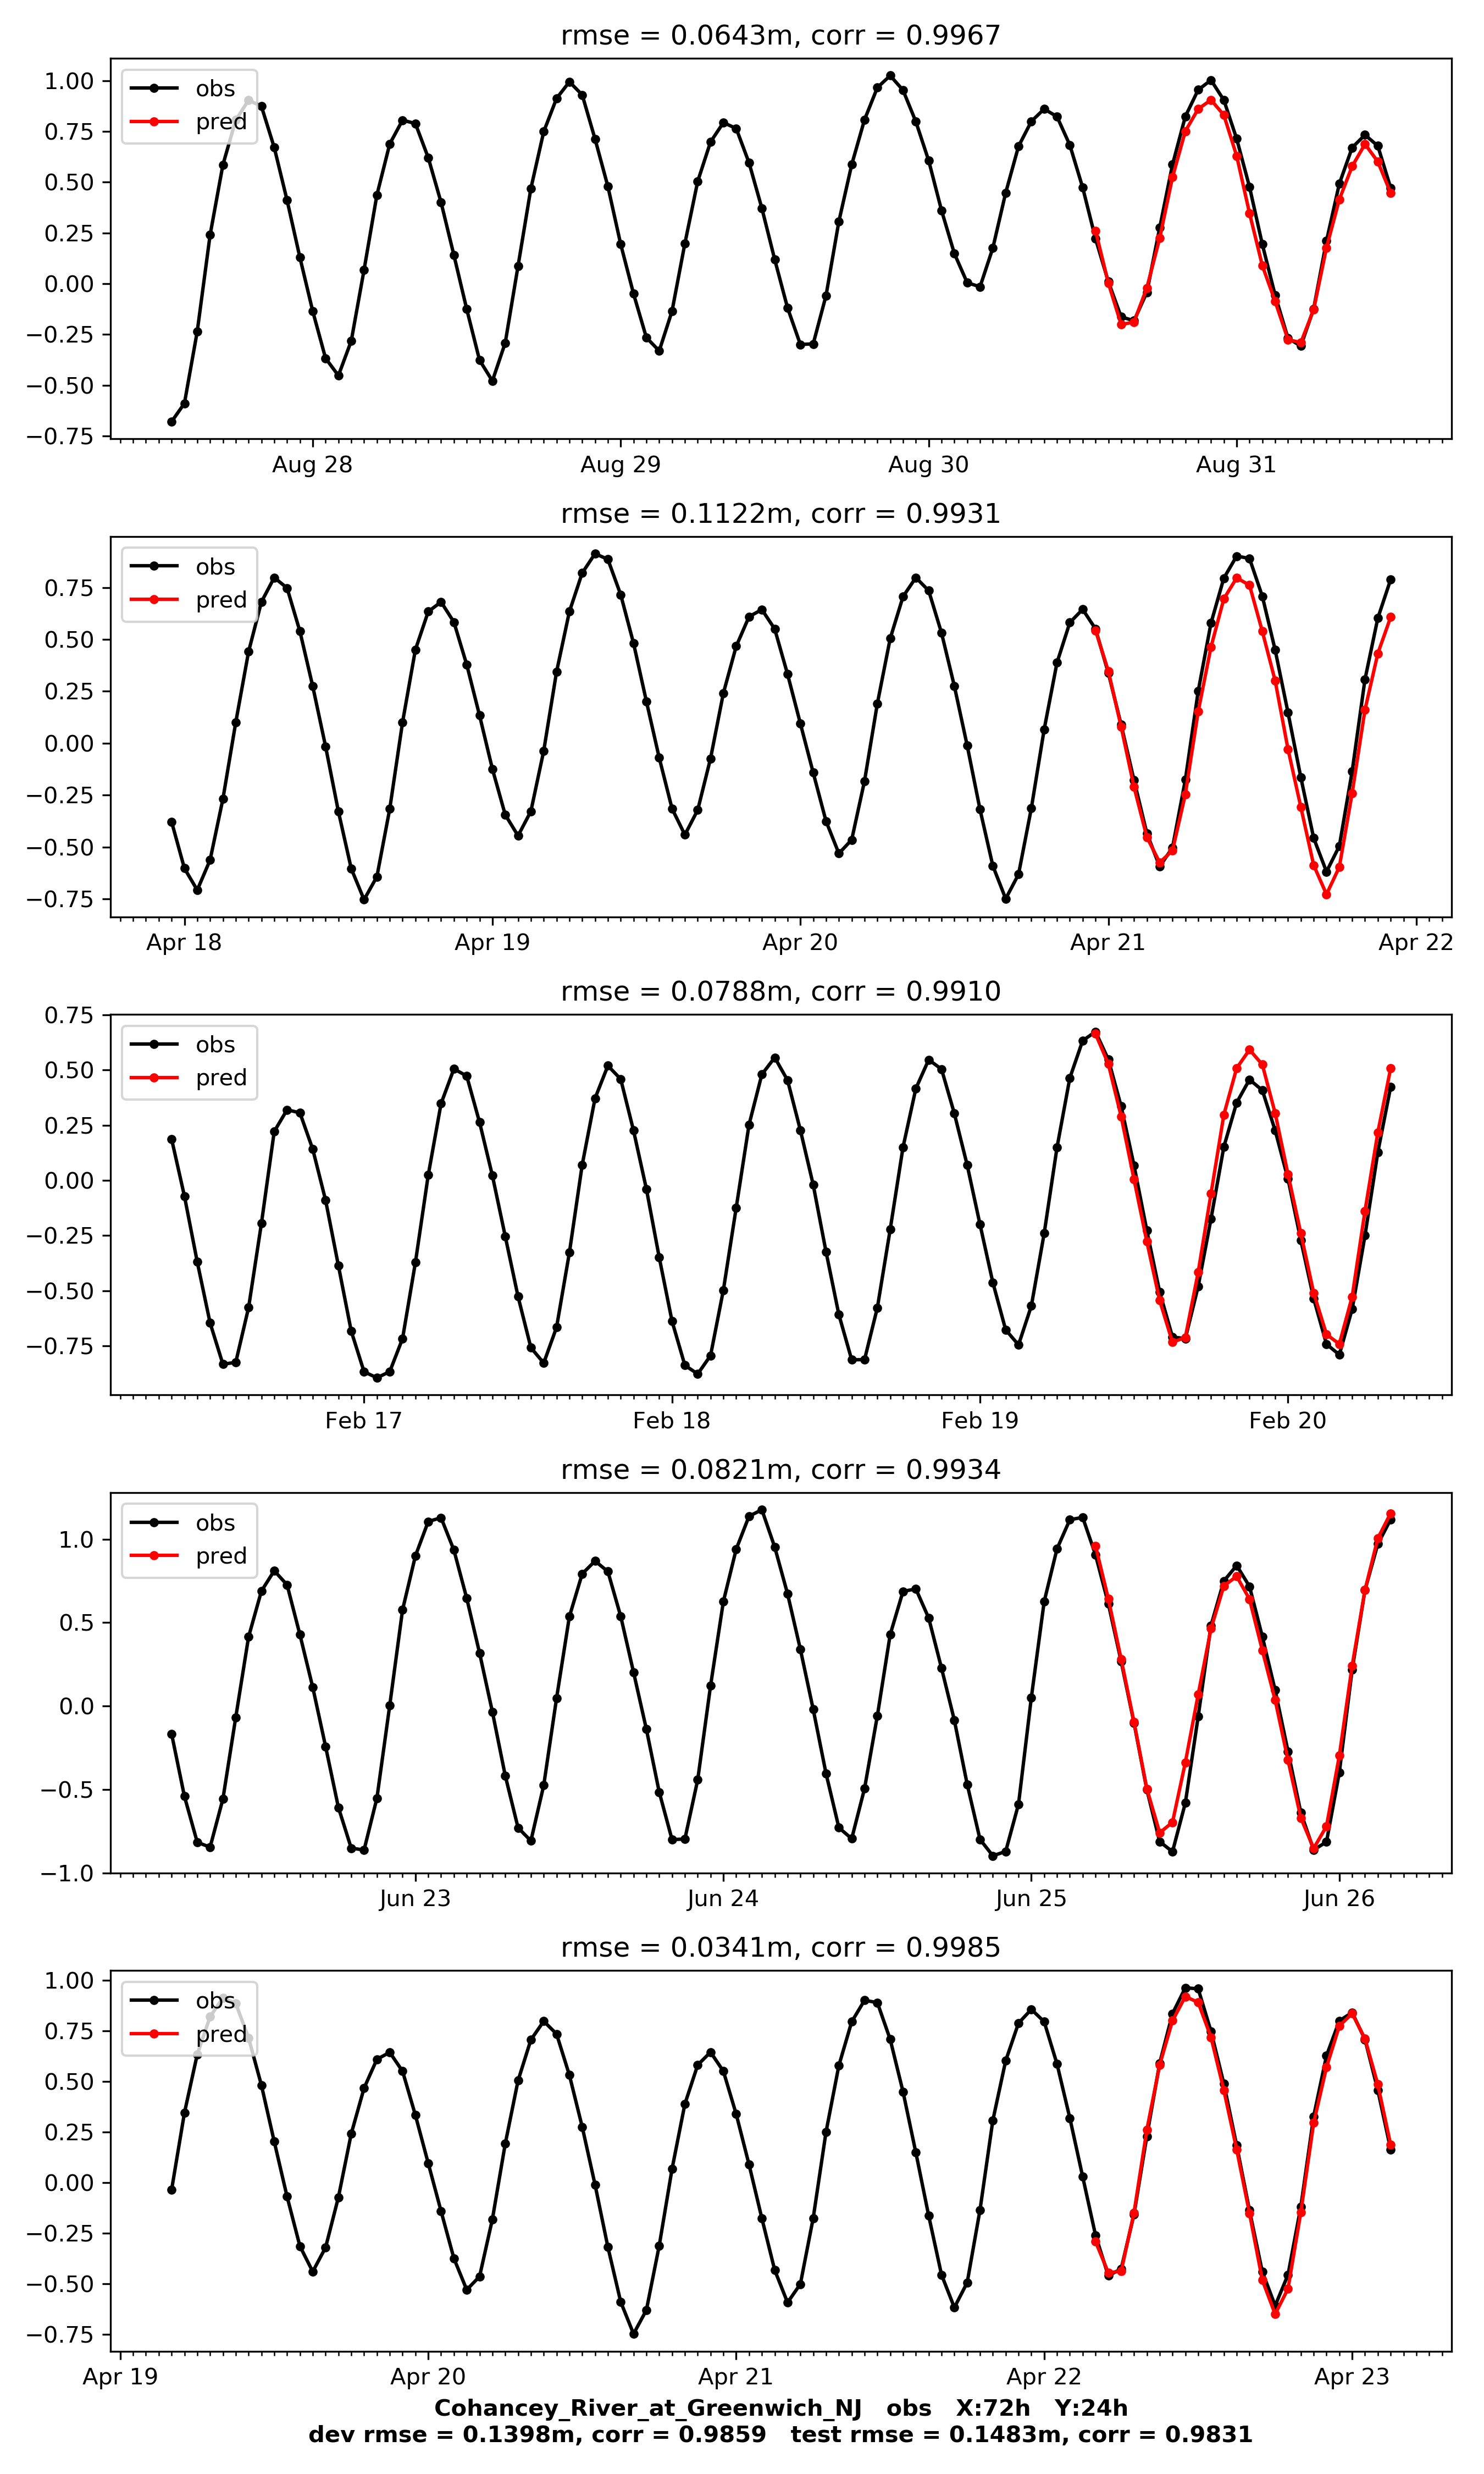 rmse = 0.0643m, corr = 0.9967
obs
pred
1.00
0.75
0.50
0.25
0.00
−0.25
−0.50
−0.75
Aug 28 Aug 29 Aug 30 Aug 31
rmse = 0.1122m, corr = 0.9931
obs
pred
0.75
0.50
0.25
0.00
−0.25
−0.50
−0.75
Apr 18 Apr 19 Apr 20 Apr 21 Apr 22
rmse = 0.0788m, corr = 0.9910
obs
pred
0.75
0.50
0.25
0.00
−0.25
−0.50
−0.75
Feb 17 Feb 18 Feb 19 Feb 20
rmse = 0.0821m, corr = 0.9934
obs
pred
1.0
0.5
0.0
−0.5
−1.0
Jun 23 Jun 24 Jun 25 Jun 26
rmse = 0.0341m, corr = 0.9985
obs
pred
1.00
0.75
0.50
0.25
0.00
−0.25
−0.50
−0.75
Apr 19 Apr 20 Apr 21 Apr 22 Apr 23
Cohancey_River_at_Greenwich_NJ obs X:72h Y:24h
dev rmse = 0.1398m, corr = 0.9859 test rmse = 0.1483m, corr = 0.9831